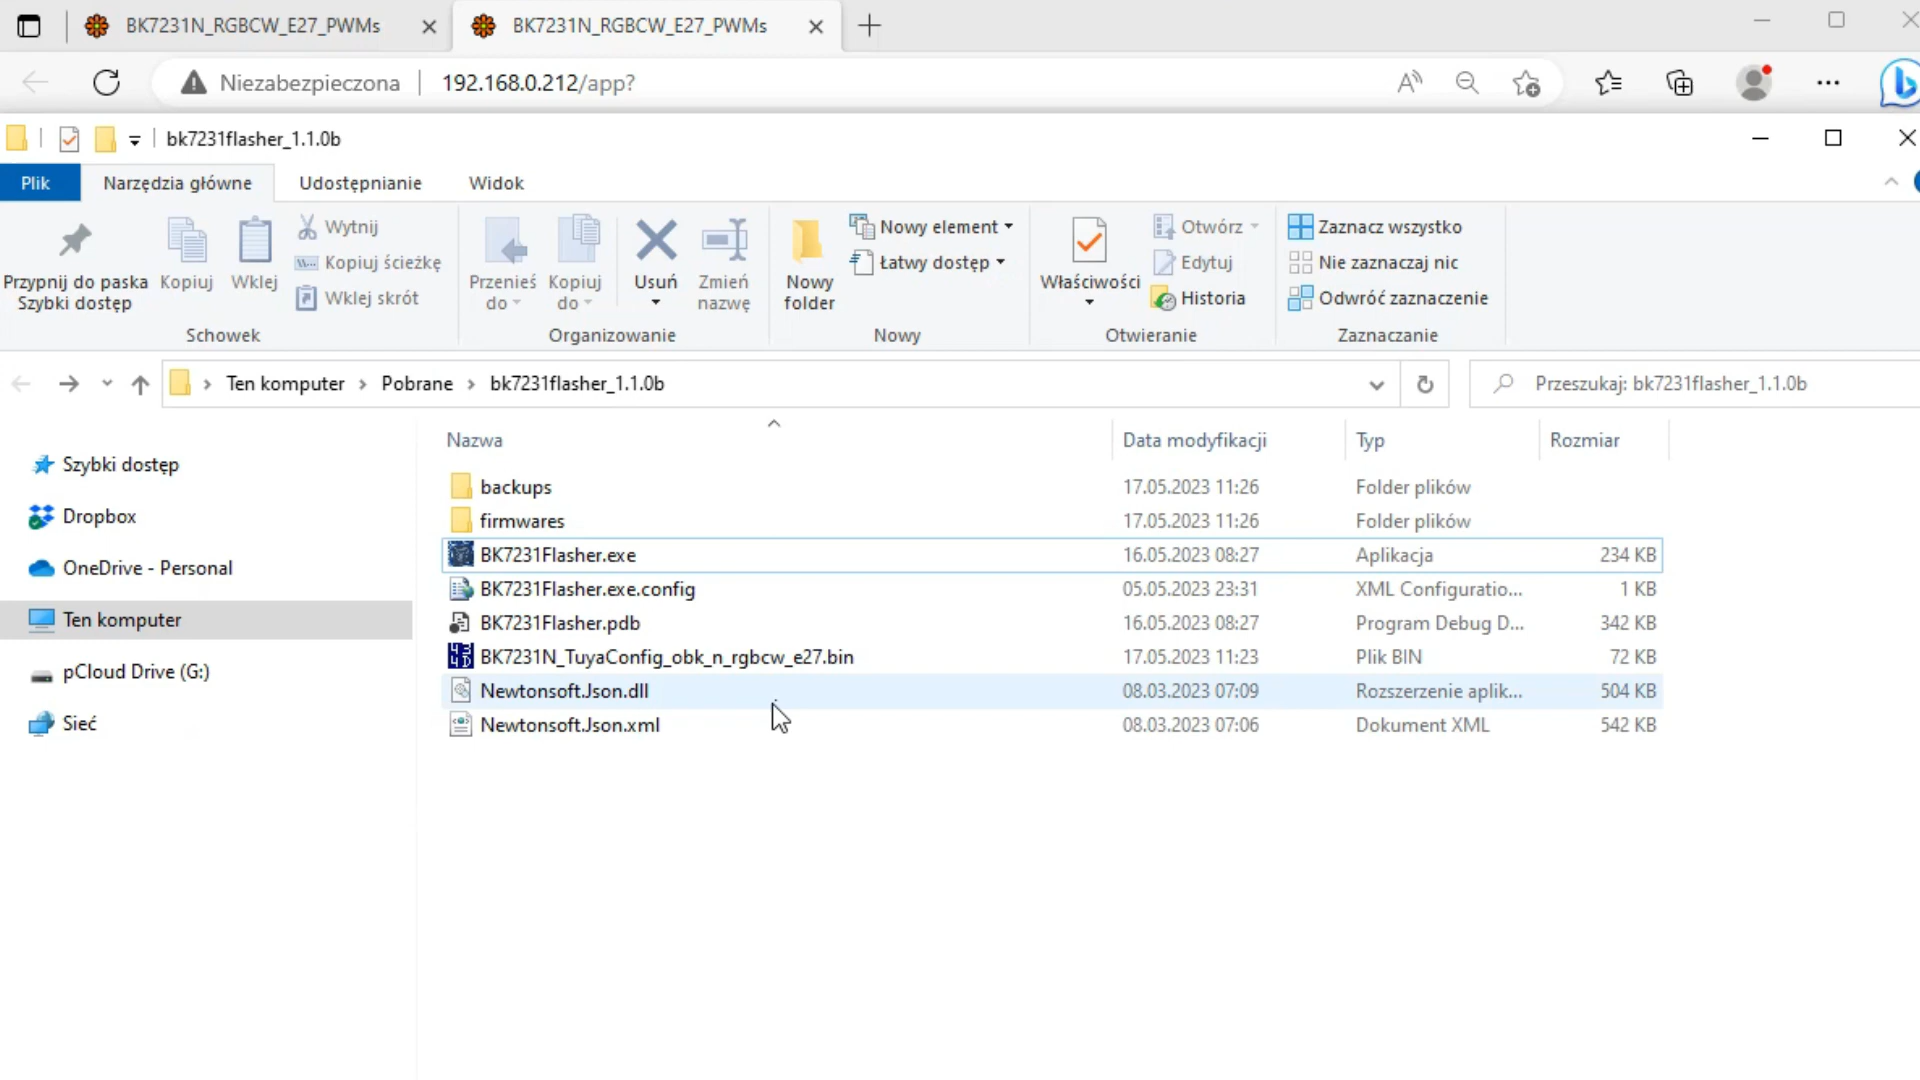 BK7231N_RGBCW_E27_PWMs
BK7231N_RGBCW_E27_PWMs
Niezabezpieczona
192.168.0.212/app?
bk7231flasher_1.1.0b
Plik
Narzędzia główne
Udostępnianie
Widok
Przypnij do paska
Szybki dostęp
Kopiuj
Wklej
Wytnij
Kopiuj ścieżkę
Wklej skrót
Schowek
Przenieś
do
Kopiuj
do
Usuń
Zmień
nazwę
Organizowanie
Nowy
folder
Nowy element
Łatwy dostęp
Nowy
Właściwości
Otwórz
Edytuj
Historia
Otwieranie
Zaznacz wszystko
Nie zaznaczaj nic
Odwróć zaznaczenie
Zaznaczanie
Ten komputer > Pobrane > bk7231flasher_1.1.0b
Przeszukaj: bk7231flasher_1.1.0b
Szybki dostęp
Dropbox
OneDrive - Personal
Ten komputer
pCloud Drive (G:)
Sieć
Nazwa Data modyfikacji Typ Rozmiar
backups 17.05.2023 11:26 Folder plików
firmwares 17.05.2023 11:26 Folder plików
BK7231Flasher.exe 16.05.2023 08:27 Aplikacja 234 KB
BK7231Flasher.exe.config 05.05.2023 23:31 XML Configuratio... 1 KB
BK7231Flasher.pdb 16.05.2023 08:27 Program Debug D... 342 KB
BK7231N_TuyaConfig_obk_n_rgbcw_e27.bin 17.05.2023 11:23 Plik BIN 72 KB
Newtonsoft.Json.dll 08.03.2023 07:09 Rozszerzenie aplik... 504 KB
Newtonsoft.Json.xml 08.03.2023 07:06 Dokument XML 542 KB